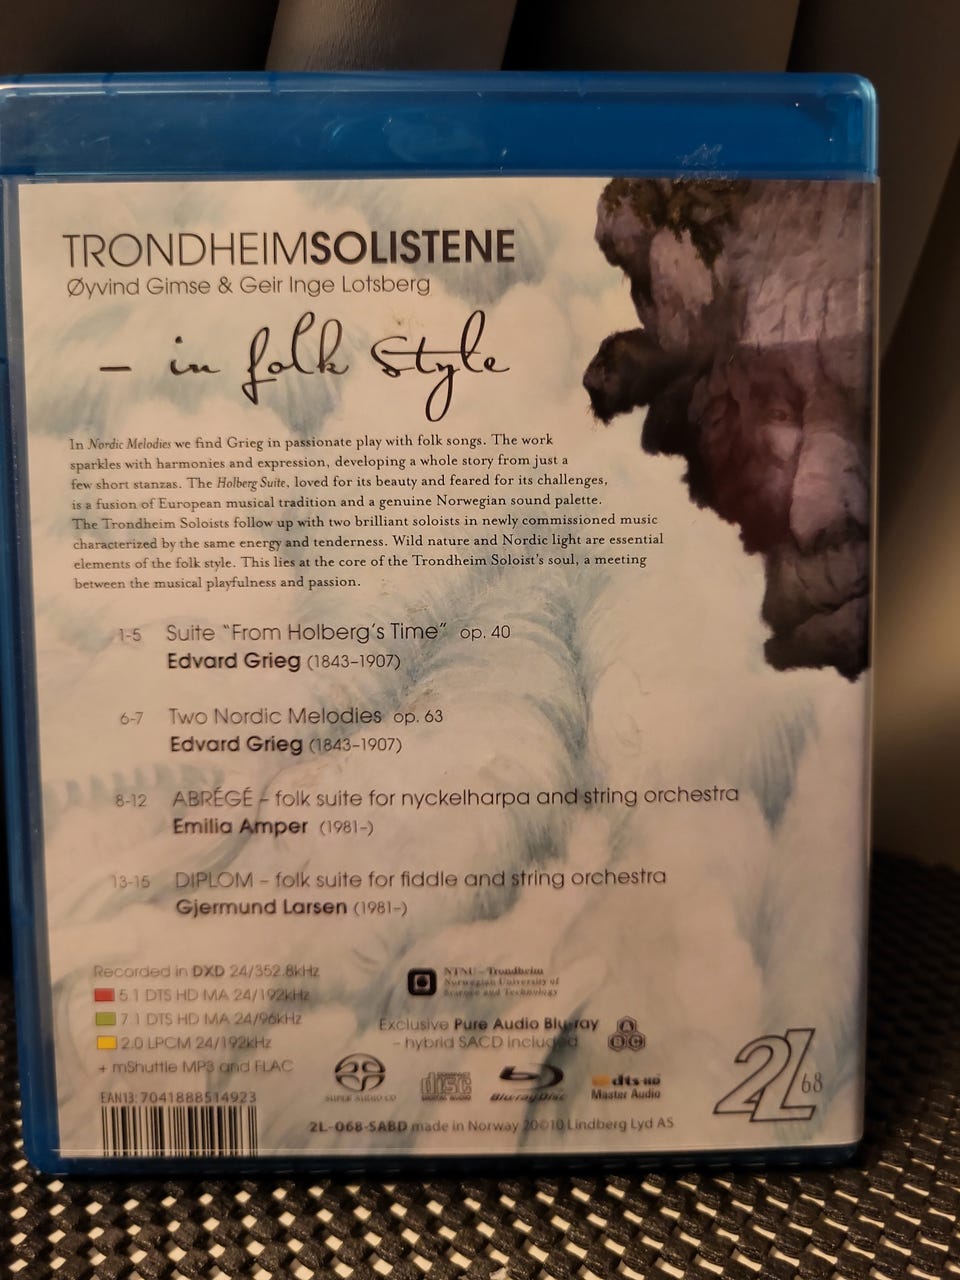 TRONDHEIMSOLISTENE
Øyvind Gimse & Geir Inge Lotsberg
– in folk style
In Nordic Melodies we find Grieg in passionate play with folk songs. The work
sparkles with harmonies and expression, developing a whole story from just a
few short stanzas. The Holberg Suite, loved for its beauty and feared for its challenges,
is a fusion of European musical tradition and a genuine Norwegian sound palette.
The Trondheim Soloists follow up with two brilliant soloists in newly commissioned music
characterized by the same energy and tenderness. Wild nature and Nordic light are essential
elements of the folk style. This lies at the core of the Trondheim Soloist's soul, a meeting
between the musical playfulness and passion.
1-5 Suite "From Holberg's Time" op. 40
Edvard Grieg (1843–1907)
6-7 Two Nordic Melodies op. 63
Edvard Grieg (1843–1907)
8-12 ABRÉGÉ – folk suite for nyckelharpa and string orchestra
Emilia Amper (1981–)
13-15 DIPLOM – folk suite for fiddle and string orchestra
Gjermund Larsen (1981–)
Recorded in DXD 24/352.8kHz
5.1 DTS HD MA 24/192kHz
7.1 DTS HD MA 24/96kHz
2.0 LPCM 24/192kHz
+ mShuttle MP3 and FLAC
EAN13: 7041888514923
NTNU – Trondheim
Norwegian University of
Science and Technology
Exclusive Pure Audio Blu-ray
– hybrid SACD included
A
B C
SUPER AUDIO CD
disc
DIGITAL AUDIO
Blu-ray Disc
dts-HD
Master Audio
2L 68
2L-068-SABD made in Norway 20©10 Lindberg Lyd AS